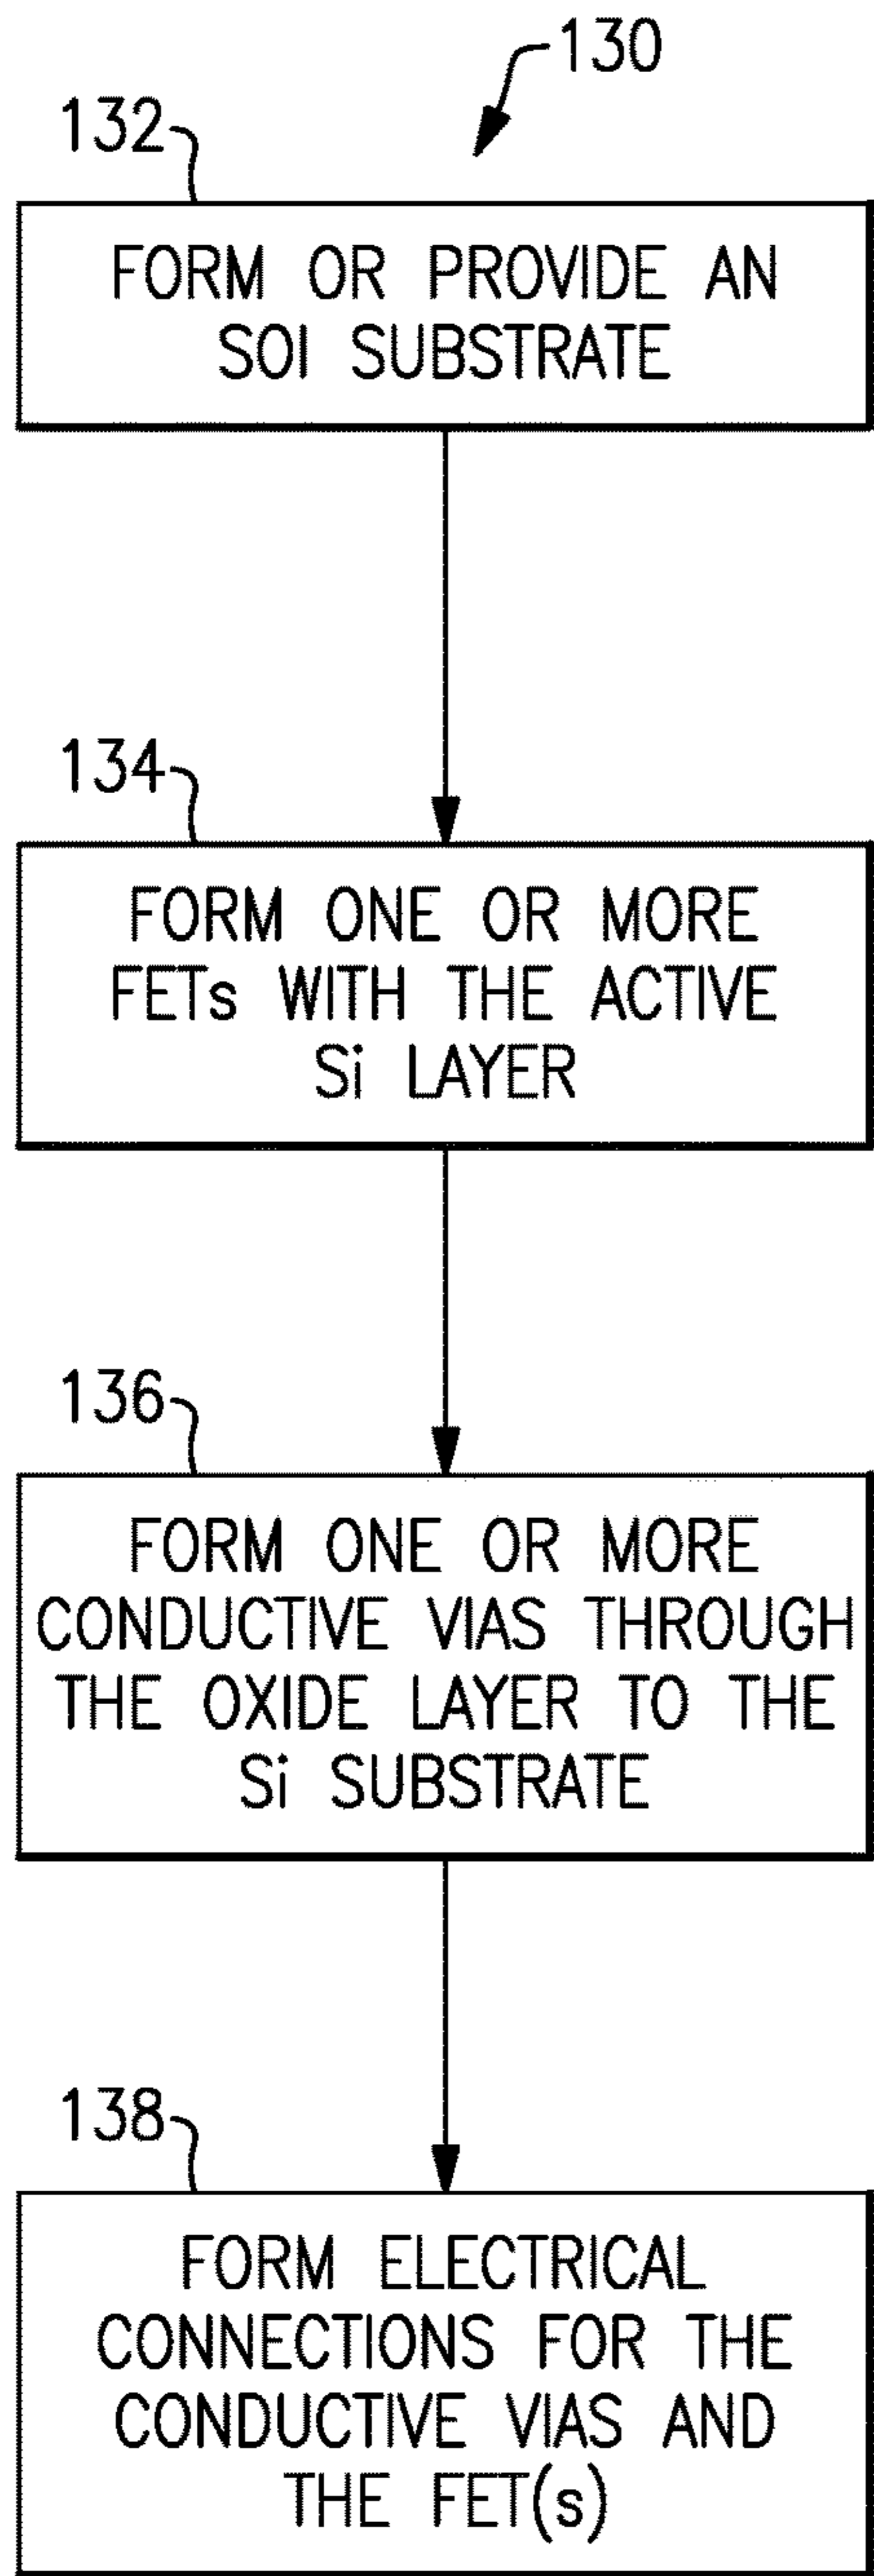 130
132
FORM OR PROVIDE AN
SOI SUBSTRATE
134
FORM ONE OR MORE
FETs WITH THE ACTIVE
Si LAYER
136
FORM ONE OR MORE
CONDUCTIVE VIAS THROUGH
THE OXIDE LAYER TO THE
Si SUBSTRATE
138
FORM ELECTRICAL
CONNECTIONS FOR THE
CONDUCTIVE VIAS AND
THE FET(s)